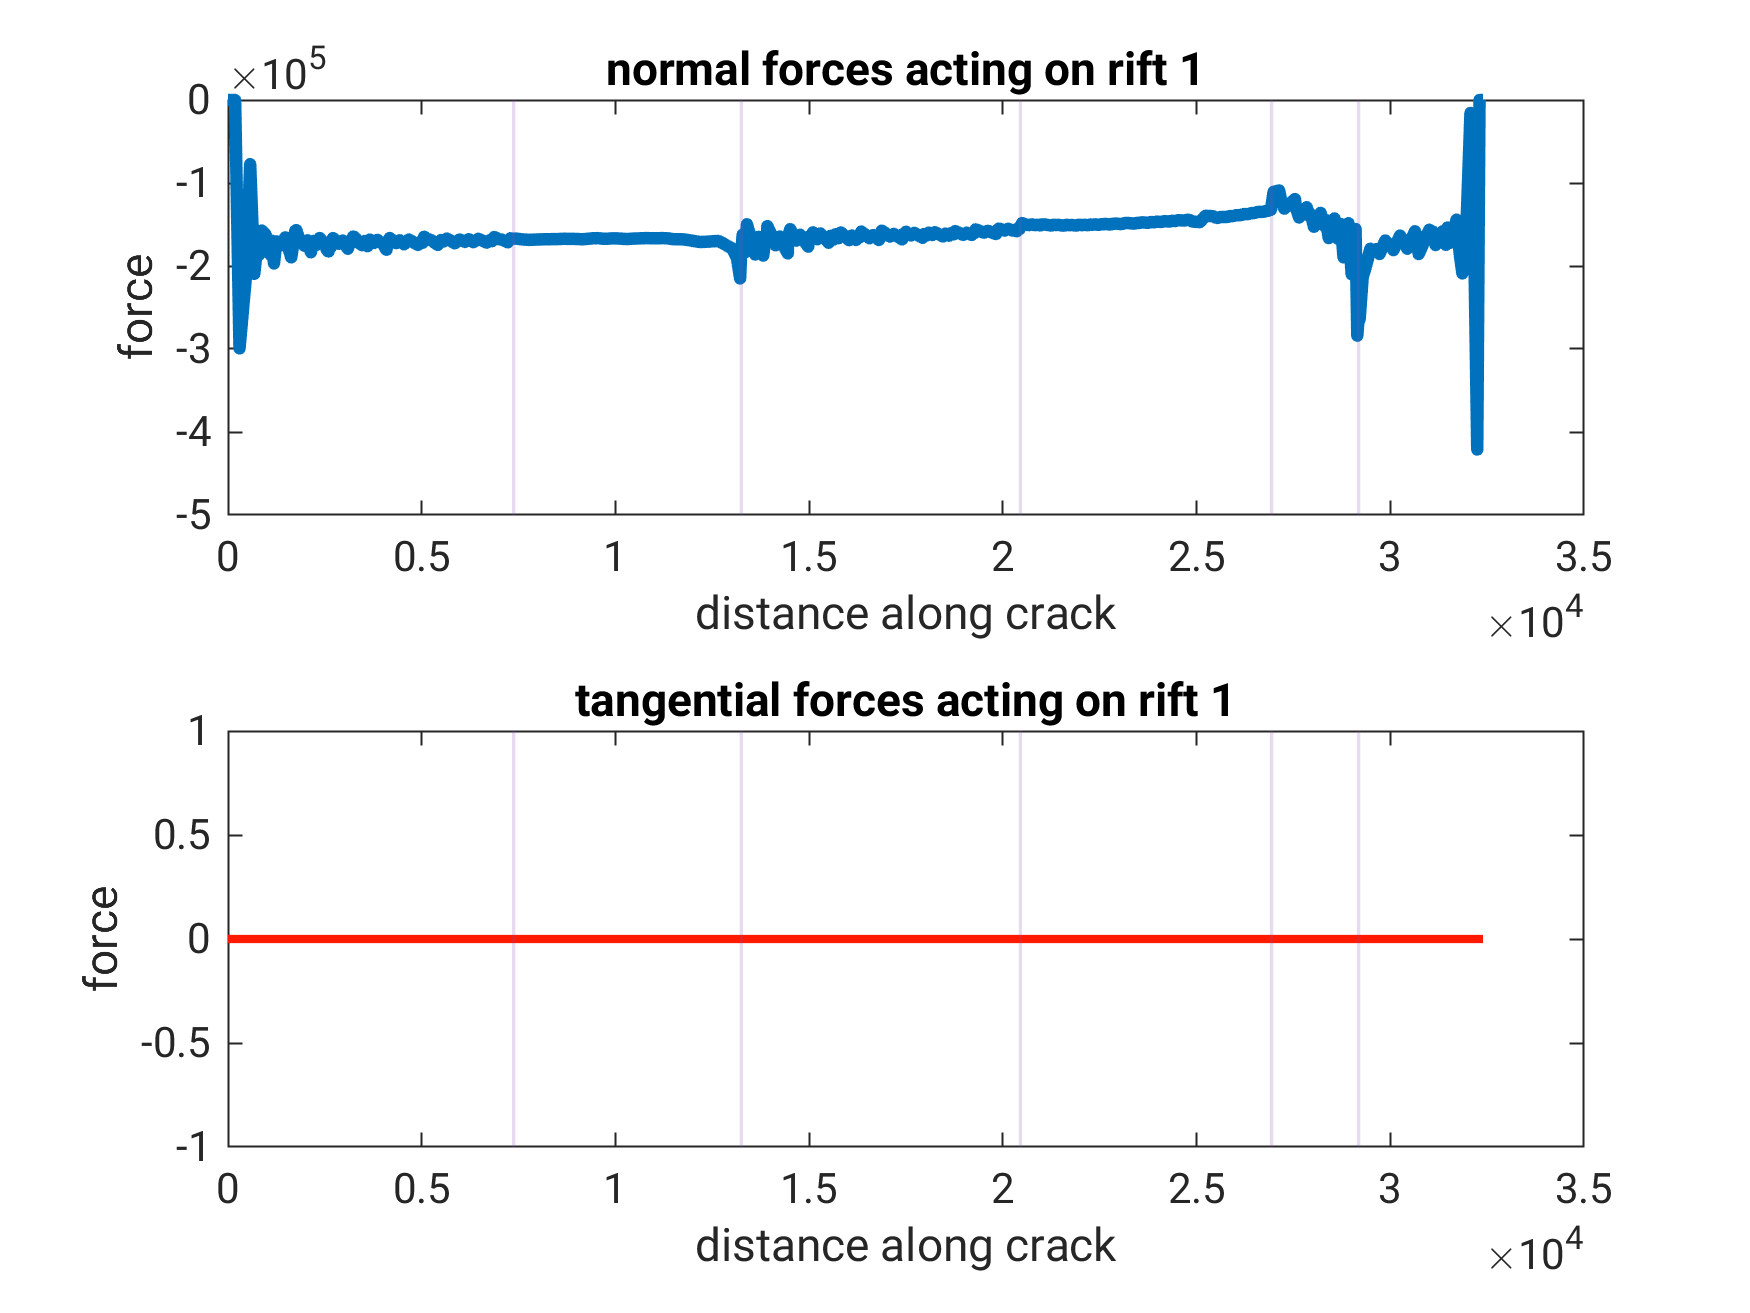 ×10^5
normal forces acting on rift 1
0
-1
-2
-3
-4
-5
force
0 0.5 1 1.5 2 2.5 3 3.5
distance along crack
×10^4
tangential forces acting on rift 1
1
0.5
0
-0.5
-1
force
0 0.5 1 1.5 2 2.5 3 3.5
distance along crack
×10^4